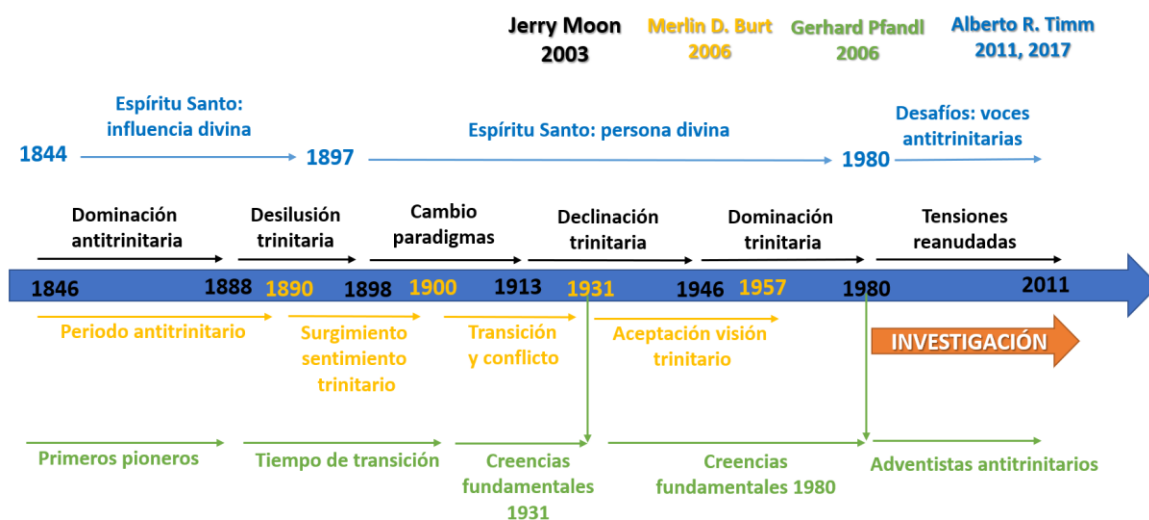 Jerry Moon
2003
Merlin D. Burt
2006
Gerhard Pfandl
2006
Alberto R. Timm
2011, 2017
Espíritu Santo:
influencia divina
Espíritu Santo: persona divina
Desafíos: voces
antitrinitarias
1844
1897
1980
Dominación
antitrinitaria
Desilusión
trinitaria
Cambio
paradigmas
Declinación
trinitaria
Dominación
trinitaria
Tensiones
reanudadas
1846
1888
1890
1898
1900
1913
1931
1946
1957
1980
2011
Periodo antitrinitario
Surgimiento
sentimiento
trinitario
Transición
y conflicto
Aceptación visión
trinitario
INVESTIGACIÓN
Primeros pioneros
Tiempo de transición
Creencias
fundamentales
1931
Creencias
fundamentales 1980
Adventistas antitrinitarios